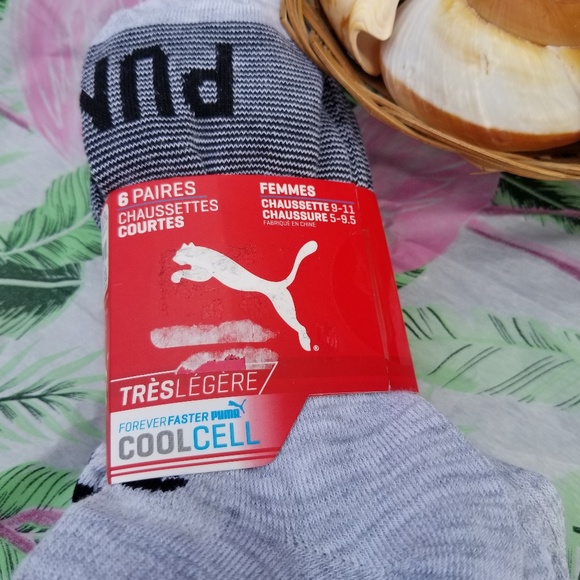 PUM
6 PAIRES
CHAUSSETTES
COURTES
FEMMES
CHAUSSETTE 9-11
CHAUSSURE 5-9.5
FABRIQUÉ EN CHINE
®
TRÈSLÉGÈRE
FOREVERFASTER PUMA
COOLCELL